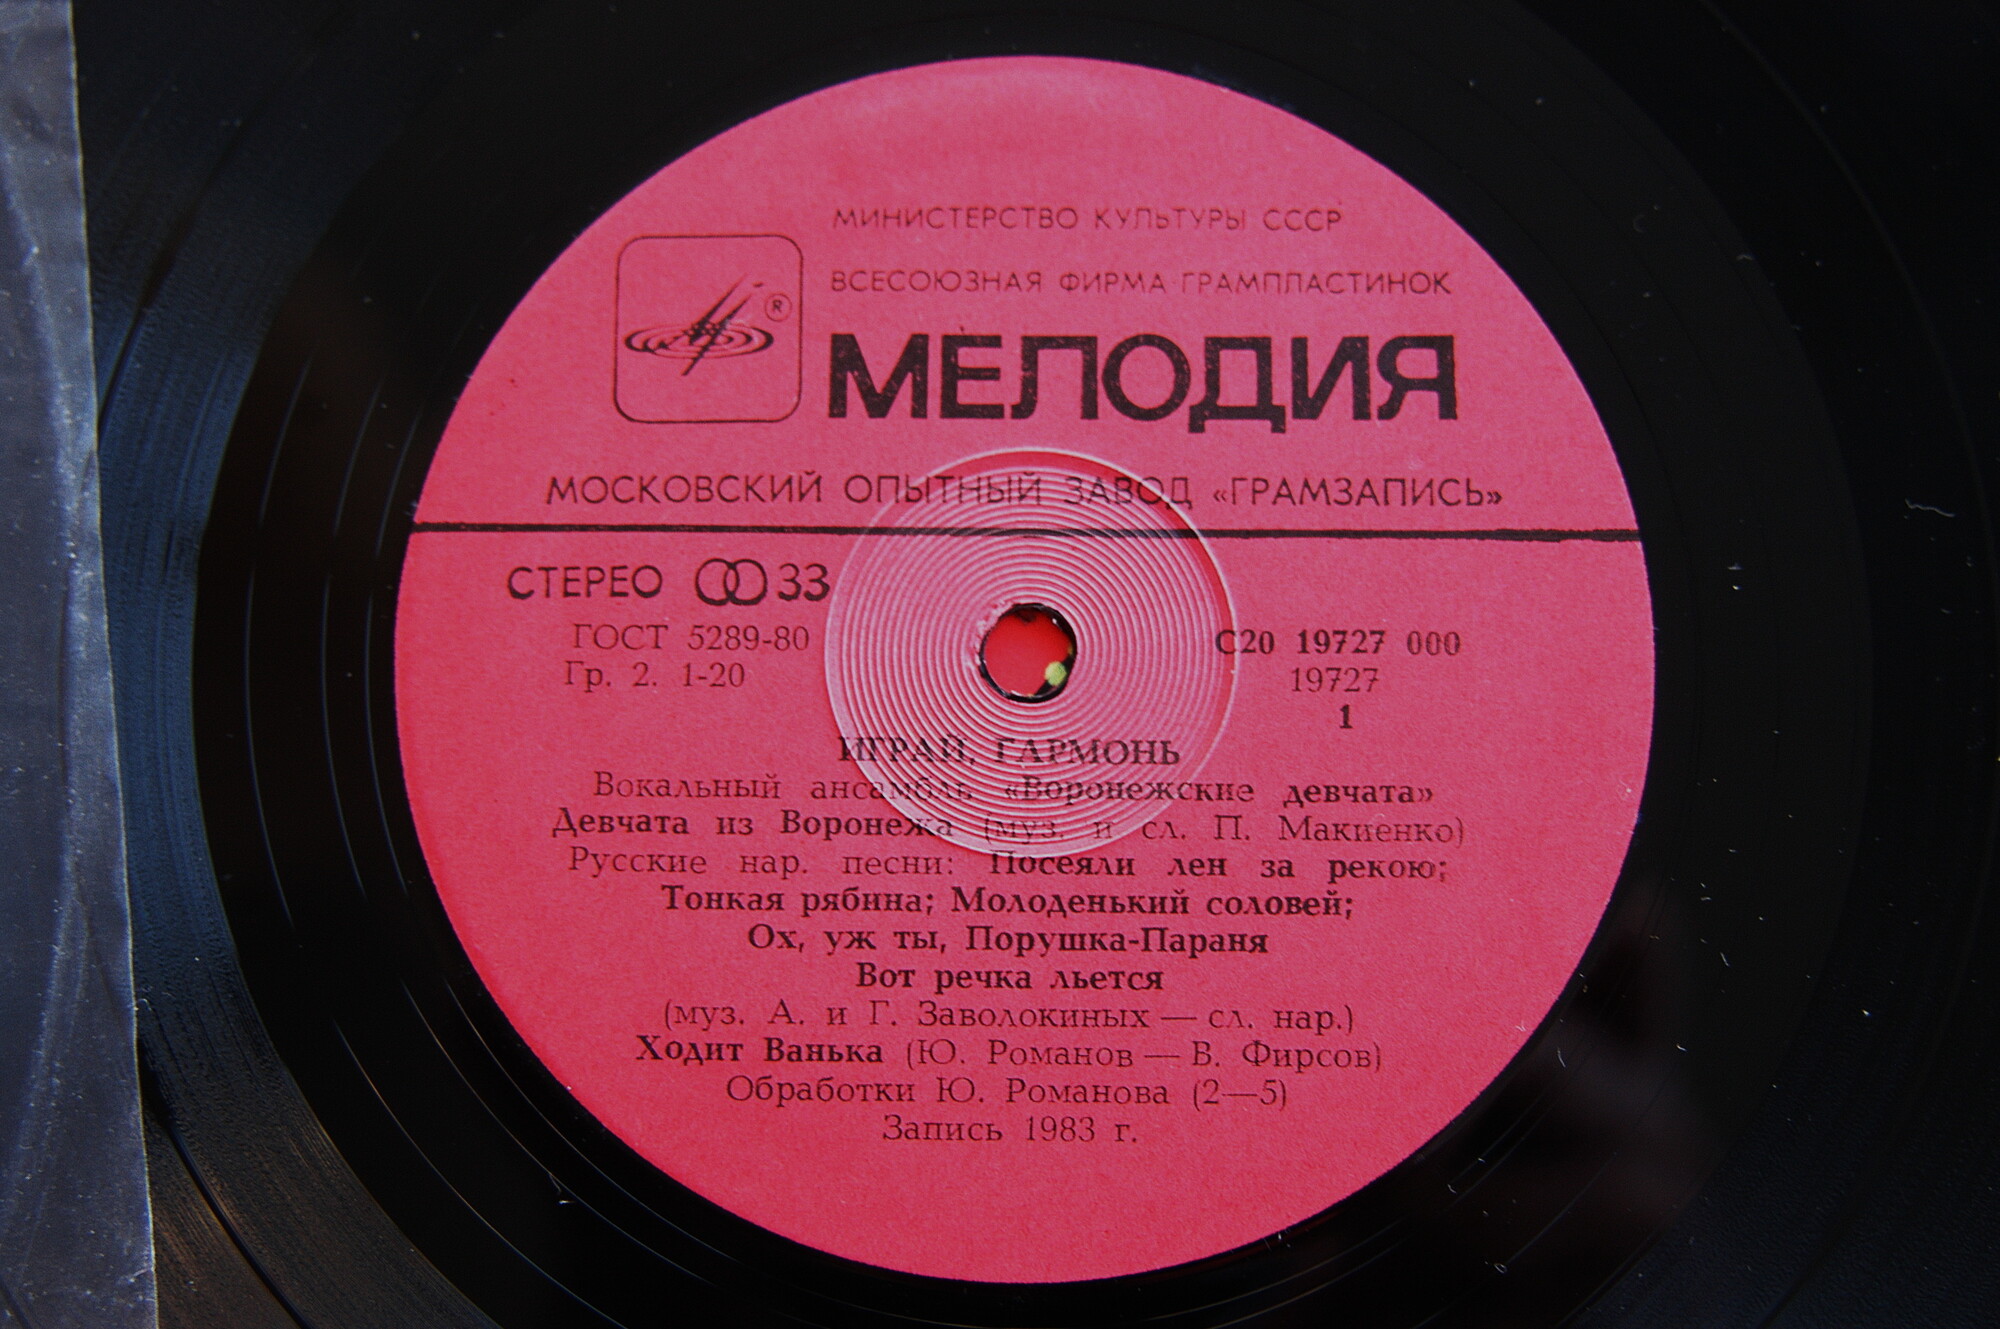 МИНИСТЕРСТВО КУЛЬТУРЫ СССР
ВСЕСОЮЗНАЯ ФИРМА ГРАМПЛАСТИНОК
®
МЕЛОДИЯ
МОСКОВСКИЙ ОПЫТНЫЙ ЗАВОД «ГРАМЗАПИСЬ»
СТЕРЕО 33
ГОСТ 5289-80
Гр. 2. 1-20
С20 19727 000
19727
1
ИГРАЙ, ГАРМОНЬ
Вокальный ансамбль «Воронежские девчата»
Девчата из Воронежа (муз. и сл. П. Макиенко)
Русские нар. песни: Посеяли лен за рекою;
Тонкая рябина; Молоденький соловей;
Ох, уж ты, Порушка-Параня
Вот речка льется
(муз. А. и Г. Заволокиных — сл. нар.)
Ходит Ванька (Ю. Романов — В. Фирсов)
Обработки Ю. Романова (2—5)
Запись 1983 г.